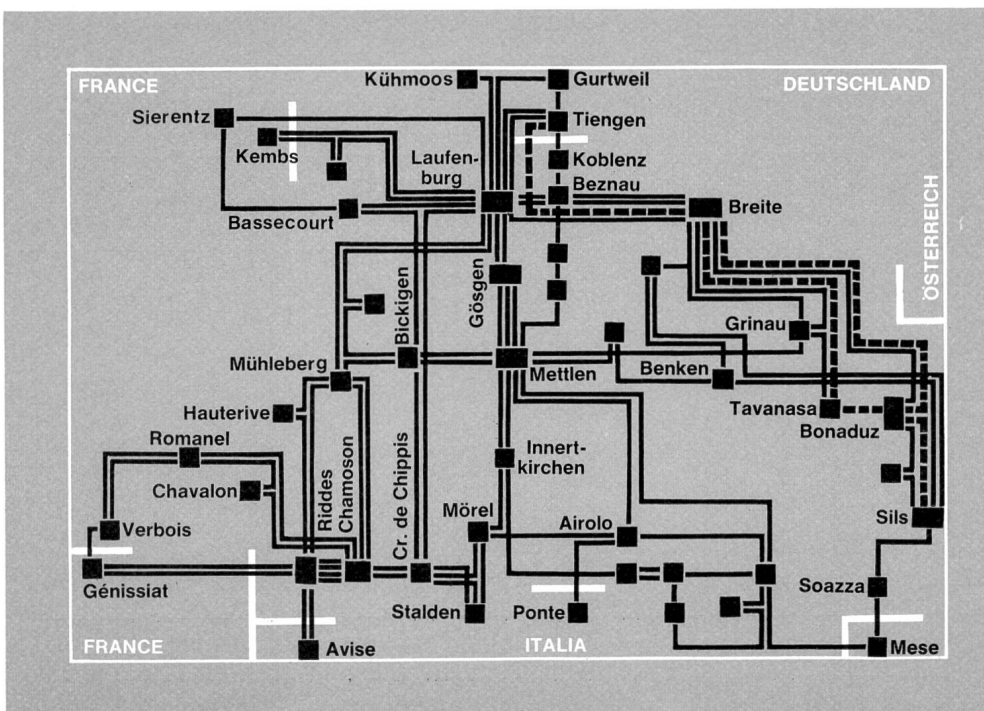 FRANCE
Kühmoos
Gurtweil
DEUTSCHLAND
Sierentz
Tiengen
Kembs
Laufen-
burg
Koblenz
Beznau
Bassecourt
Breite
ÖSTERREICH
Bickigen
Gösgen
Grinau
Mühleberg
Mettlen
Benken
Hauterive
Tavanasa
Bonaduz
Romanel
Innert-
kirchen
Chavalon
Riddes
Chamoson
Cr. de Chippis
Mörel
Airolo
Sils
Verbois
Génissiat
Stalden
Ponte
Soazza
FRANCE
Avise
ITALIA
Mese